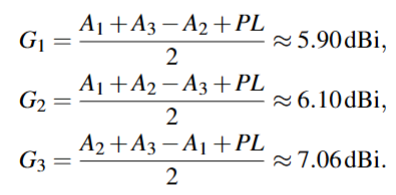 G₁ = (A₁ + A₃ − A₂ + PL)/2 ≈ 5.90 dBi,
G₂ = (A₁ + A₂ − A₃ + PL)/2 ≈ 6.10 dBi,
G₃ = (A₂ + A₃ − A₁ + PL)/2 ≈ 7.06 dBi.